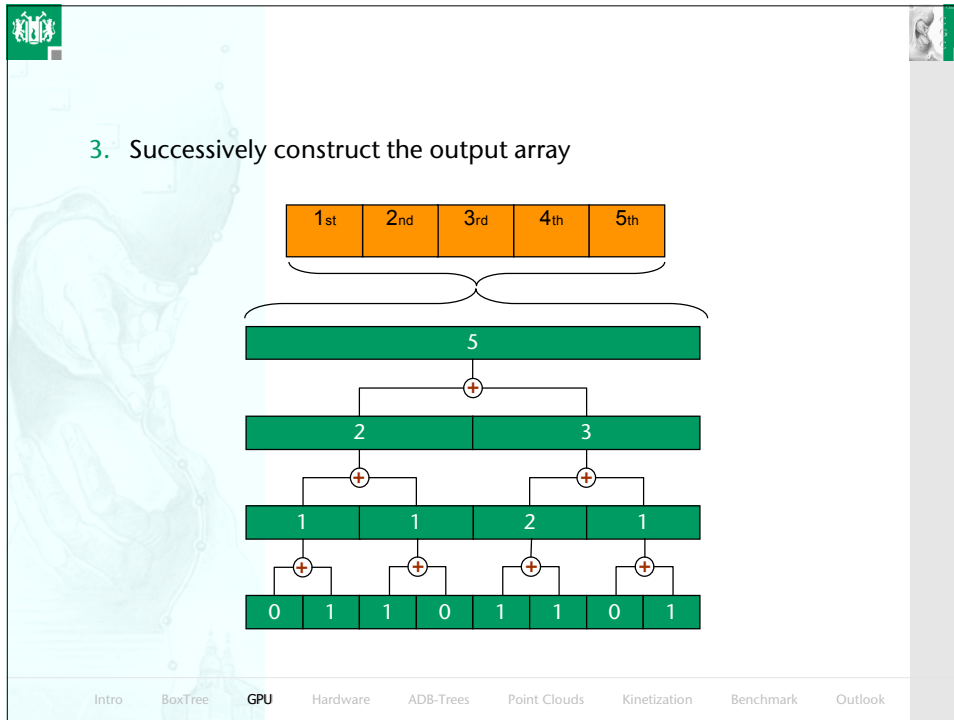 3. Successively construct the output array
1st 2nd 3rd 4th 5th
5
+
2 3
+ +
1 1 2 1
+ + + +
0 1 1 0 1 1 0 1
Intro BoxTree GPU Hardware ADB-Trees Point Clouds Kinetization Benchmark Outlook